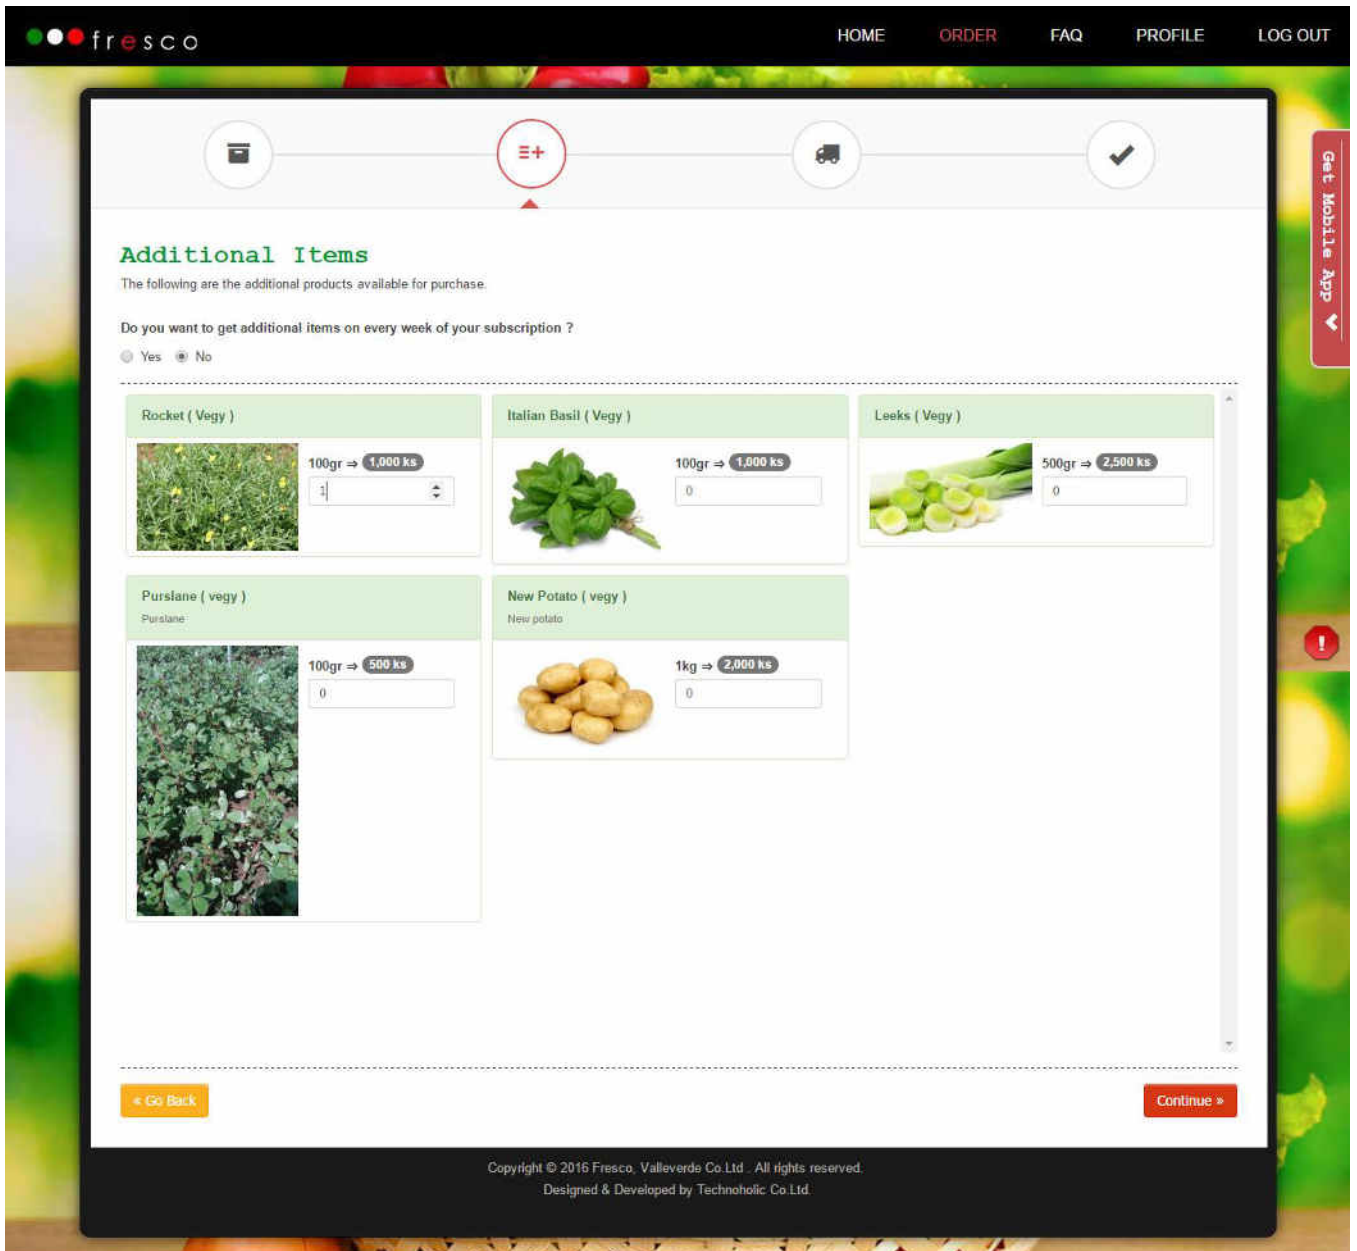 fresco
HOME ORDER FAQ PROFILE LOG OUT
Get Mobile App
Additional Items
The following are the additional products available for purchase.
Do you want to get additional items on every week of your subscription ?
Yes No
Rocket ( Vegy )
100gr ⇒ 1,000 ks
1
Italian Basil ( Vegy )
100gr ⇒ 1,000 ks
0
Leeks ( Vegy )
500gr ⇒ 2,500 ks
0
Purslane ( vegy )
Purslane
100gr ⇒ 500 ks
0
New Potato ( vegy )
New potato
1kg ⇒ 2,000 ks
0
« Go Back
Continue »
Copyright © 2016 Fresco, Valleverde Co.Ltd . All rights reserved.
Designed & Developed by Technoholic Co.Ltd.